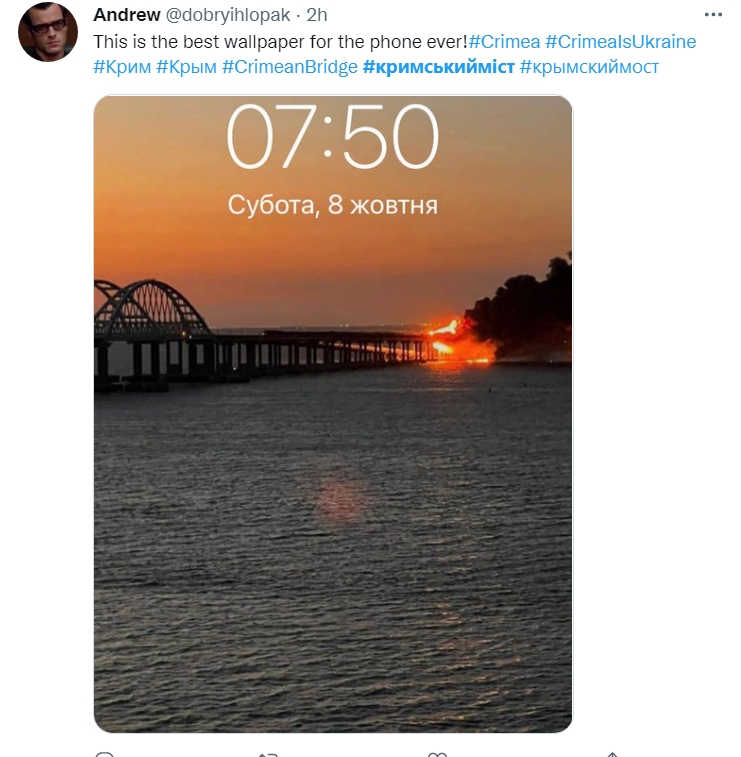 Andrew @dobryihlopak · 2h
This is the best wallpaper for the phone ever!#Crimea #CrimeaIsUkraine
#Крим #Крым #CrimeanBridge #кримськийміст #крымскиймост
07:50
Субота, 8 жовтня